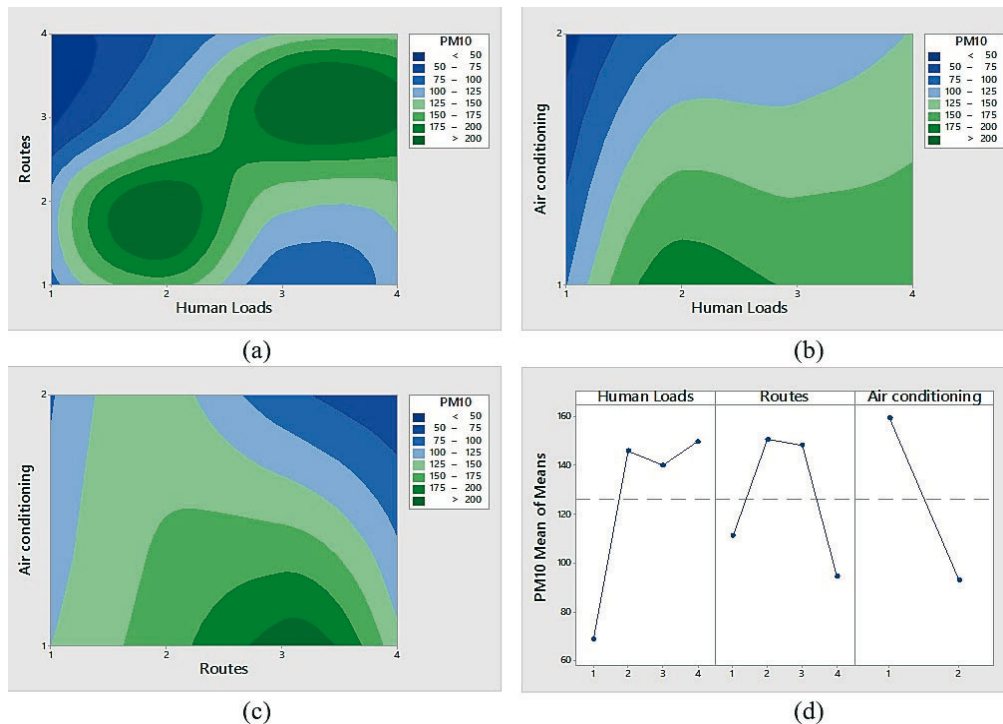 PM10
< 50
50 – 75
75 – 100
100 – 125
125 – 150
150 – 175
175 – 200
> 200
Routes
4
3
2
1
1 2 3 4
Human Loads
(a)
PM10
< 50
50 – 75
75 – 100
100 – 125
125 – 150
150 – 175
175 – 200
> 200
Air conditioning
2
1
1 2 3 4
Human Loads
(b)
PM10
< 50
50 – 75
75 – 100
100 – 125
125 – 150
150 – 175
175 – 200
> 200
Air conditioning
2
1
1 2 3 4
Routes
(c)
Human Loads Routes Air conditioning
PM10 Mean of Means
160
140
120
100
80
60
1 2 3 4 1 2 3 4 1 2
(d)